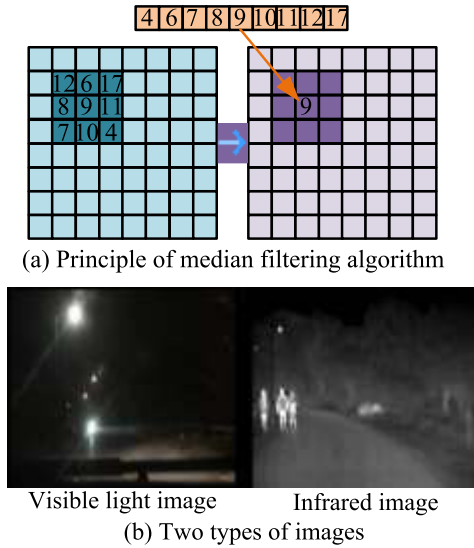 4 6 7 8 9 10 11 12 17
12 6 17
8 9 11
9
7 10 4
(a) Principle of median filtering algorithm
Visible light image
Infrared image
(b) Two types of images